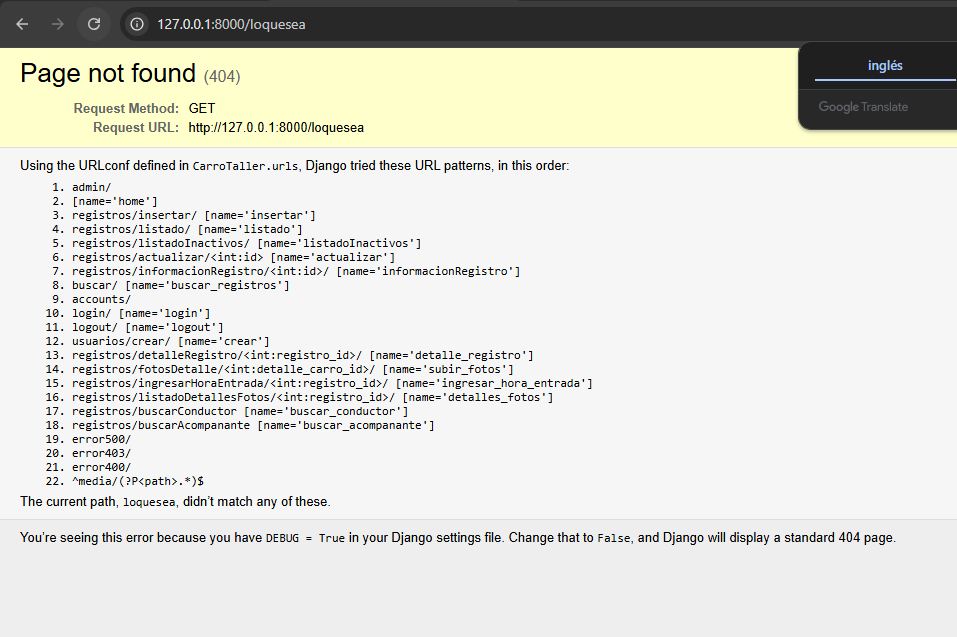 127.0.0.1:8000/loquesea
inglés
Google Translate
Page not found (404)
Request Method: GET
Request URL: http://127.0.0.1:8000/loquesea
Using the URLconf defined in CarroTaller.urls, Django tried these URL patterns, in this order:
1. admin/
2. [name='home']
3. registros/insertar/ [name='insertar']
4. registros/listado/ [name='listado']
5. registros/listadoInactivos/ [name='listadoInactivos']
6. registros/actualizar/<int:id> [name='actualizar']
7. registros/informacionRegistro/<int:id>/ [name='informacionRegistro']
8. buscar/ [name='buscar_registros']
9. accounts/
10. login/ [name='login']
11. logout/ [name='logout']
12. usuarios/crear/ [name='crear']
13. registros/detalleRegistro/<int:registro_id>/ [name='detalle_registro']
14. registros/fotosDetalle/<int:detalle_carro_id>/ [name='subir_fotos']
15. registros/ingresarHoraEntrada/<int:registro_id>/ [name='ingresar_hora_entrada']
16. registros/listadoDetallesFotos/<int:registro_id>/ [name='detalles_fotos']
17. registros/buscarConductor [name='buscar_conductor']
18. registros/buscarAcompanante [name='buscar_acompanante']
19. error500/
20. error403/
21. error400/
22. ^media/(?P<path>.*)$
The current path, loquesea, didn’t match any of these.
You’re seeing this error because you have DEBUG = True in your Django settings file. Change that to False, and Django will display a standard 404 page.